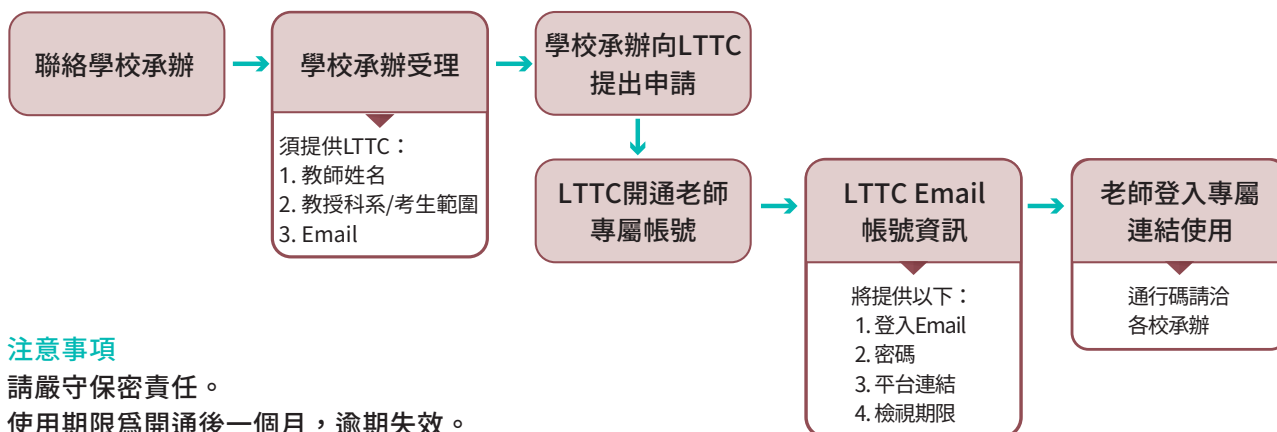 聯絡學校承辦
學校承辦受理
須提供LTTC：
1. 教師姓名
2. 教授科系/考生範圍
3. Email
學校承辦向LTTC
提出申請
LTTC開通老師
專屬帳號
LTTC Email
帳號資訊
將提供以下：
1. 登入Email
2. 密碼
3. 平台連結
4. 檢視期限
老師登入專屬
連結使用
通行碼請洽
各校承辦
注意事項
請嚴守保密責任。
使用期限為開通後一個月，逾期失效。